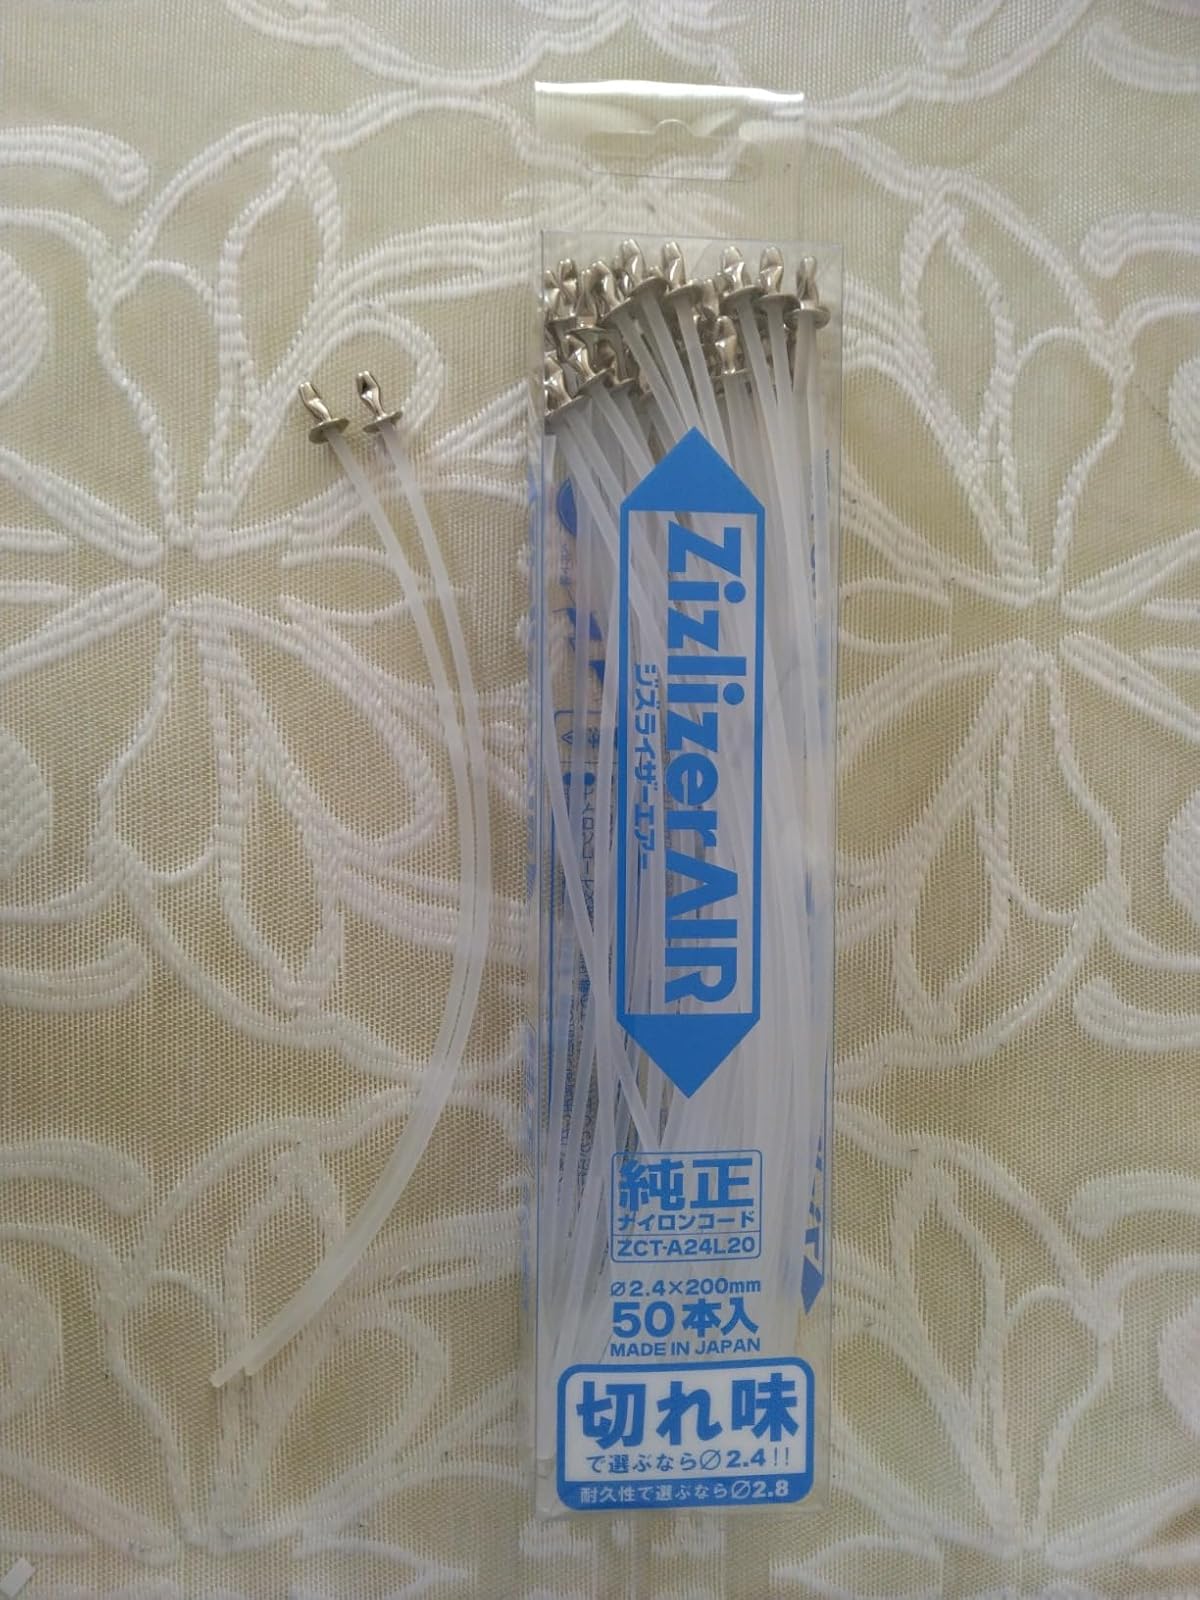 ZizlizerAIR
ジズライザーエアー
純正
ナイロンコード
ZCT-A24L20
Ø2.4×200mm
50本入
MADE IN JAPAN
切れ味
で選ぶならØ2.4!!
耐久性で選ぶならØ2.8